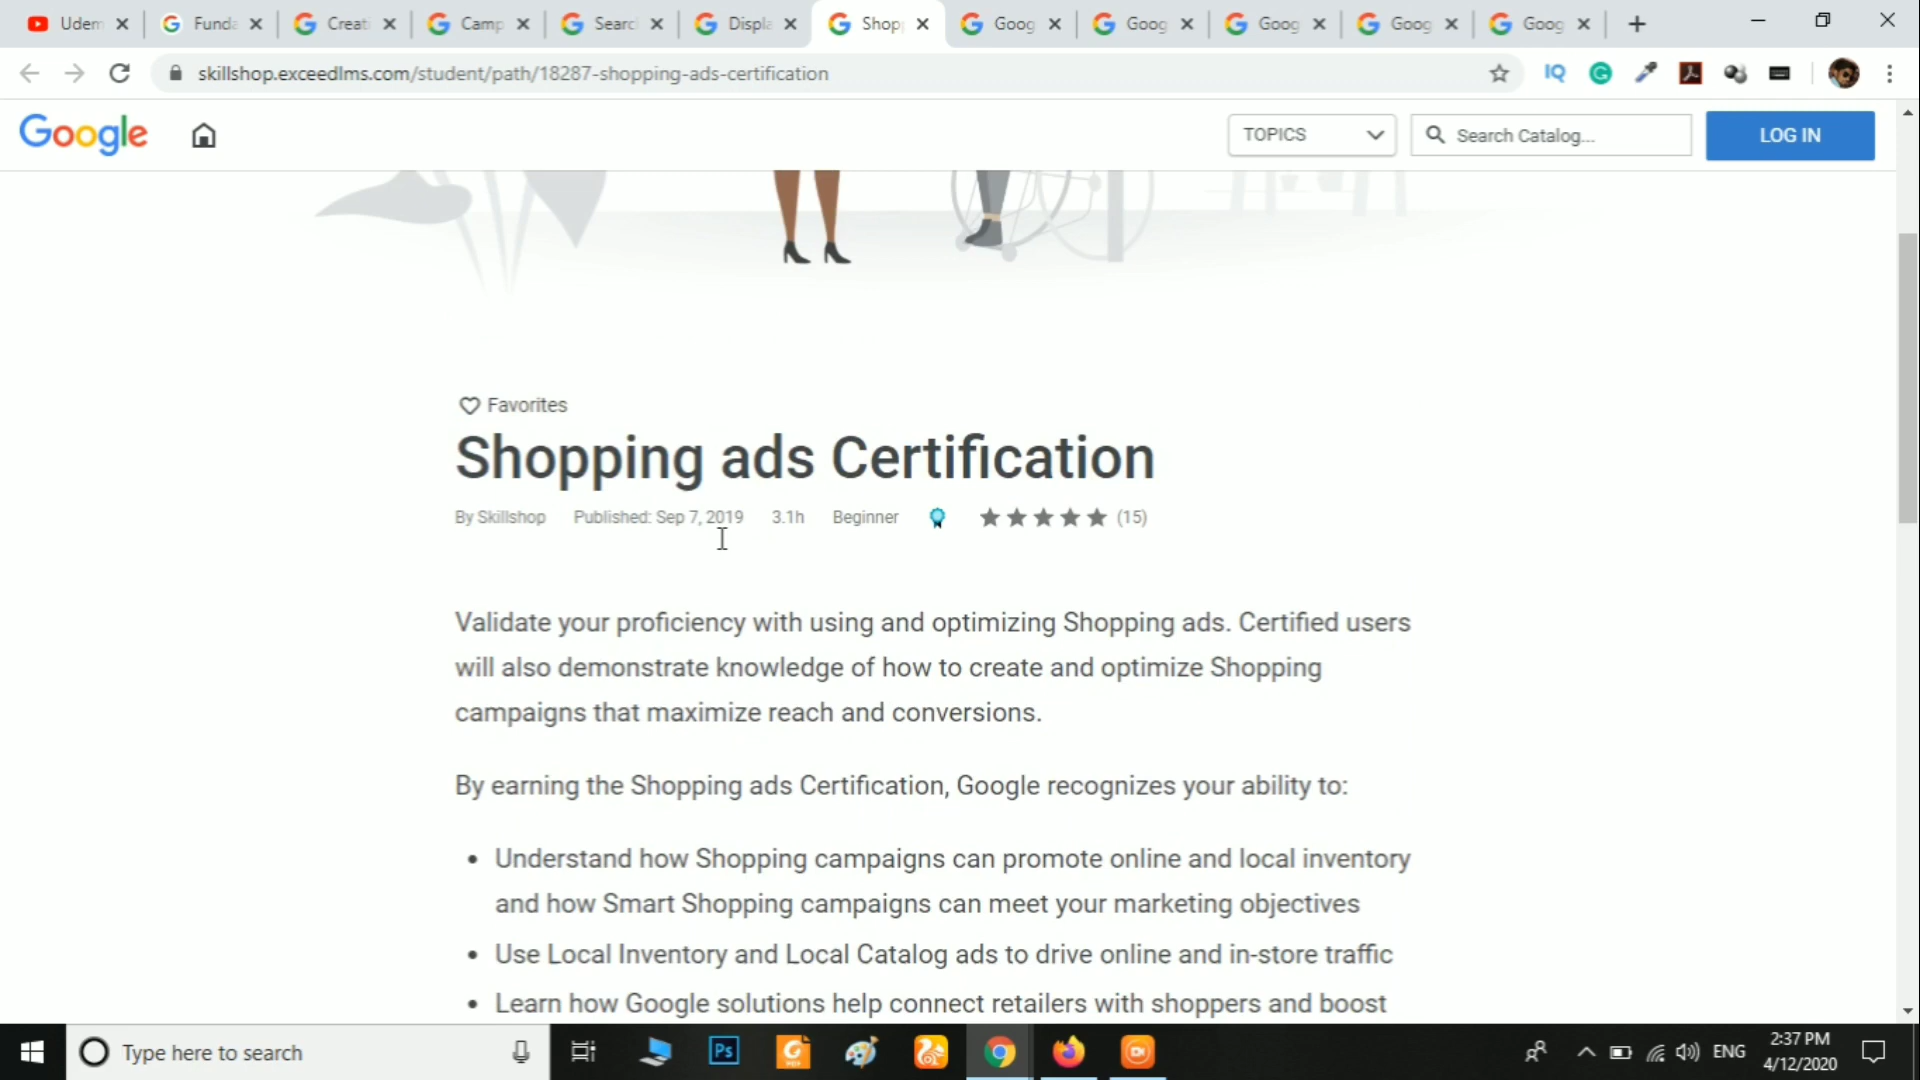 Udem
Funda
Creati
Camp
Searc
Displa
Shopp
Goog
Goog
Goog
Goog
Goog
skillshop.exceedlms.com/student/path/18287-shopping-ads-certification
IQ
Google
TOPICS
Search Catalog...
LOG IN
Favorites
Shopping ads Certification
By Skillshop Published: Sep 7, 2019 3.1h Beginner (15)
Validate your proficiency with using and optimizing Shopping ads. Certified users
will also demonstrate knowledge of how to create and optimize Shopping
campaigns that maximize reach and conversions.
By earning the Shopping ads Certification, Google recognizes your ability to:
• Understand how Shopping campaigns can promote online and local inventory
and how Smart Shopping campaigns can meet your marketing objectives
• Use Local Inventory and Local Catalog ads to drive online and in-store traffic
• Learn how Google solutions help connect retailers with shoppers and boost
Type here to search
Ps
ENG
2:37 PM
4/12/2020